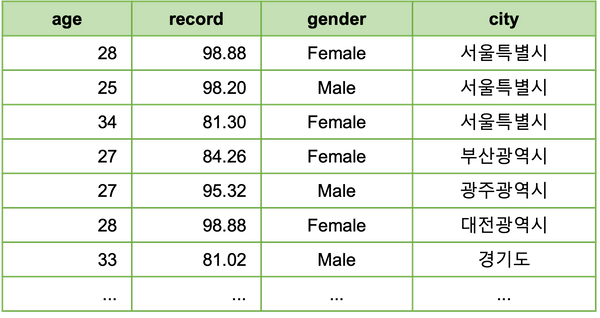 age record gender city
28 98.88 Female 서울특별시
25 98.20 Male 서울특별시
34 81.30 Female 서울특별시
27 84.26 Female 부산광역시
27 95.32 Male 광주광역시
28 98.88 Female 대전광역시
33 81.02 Male 경기도
... ... ... ...